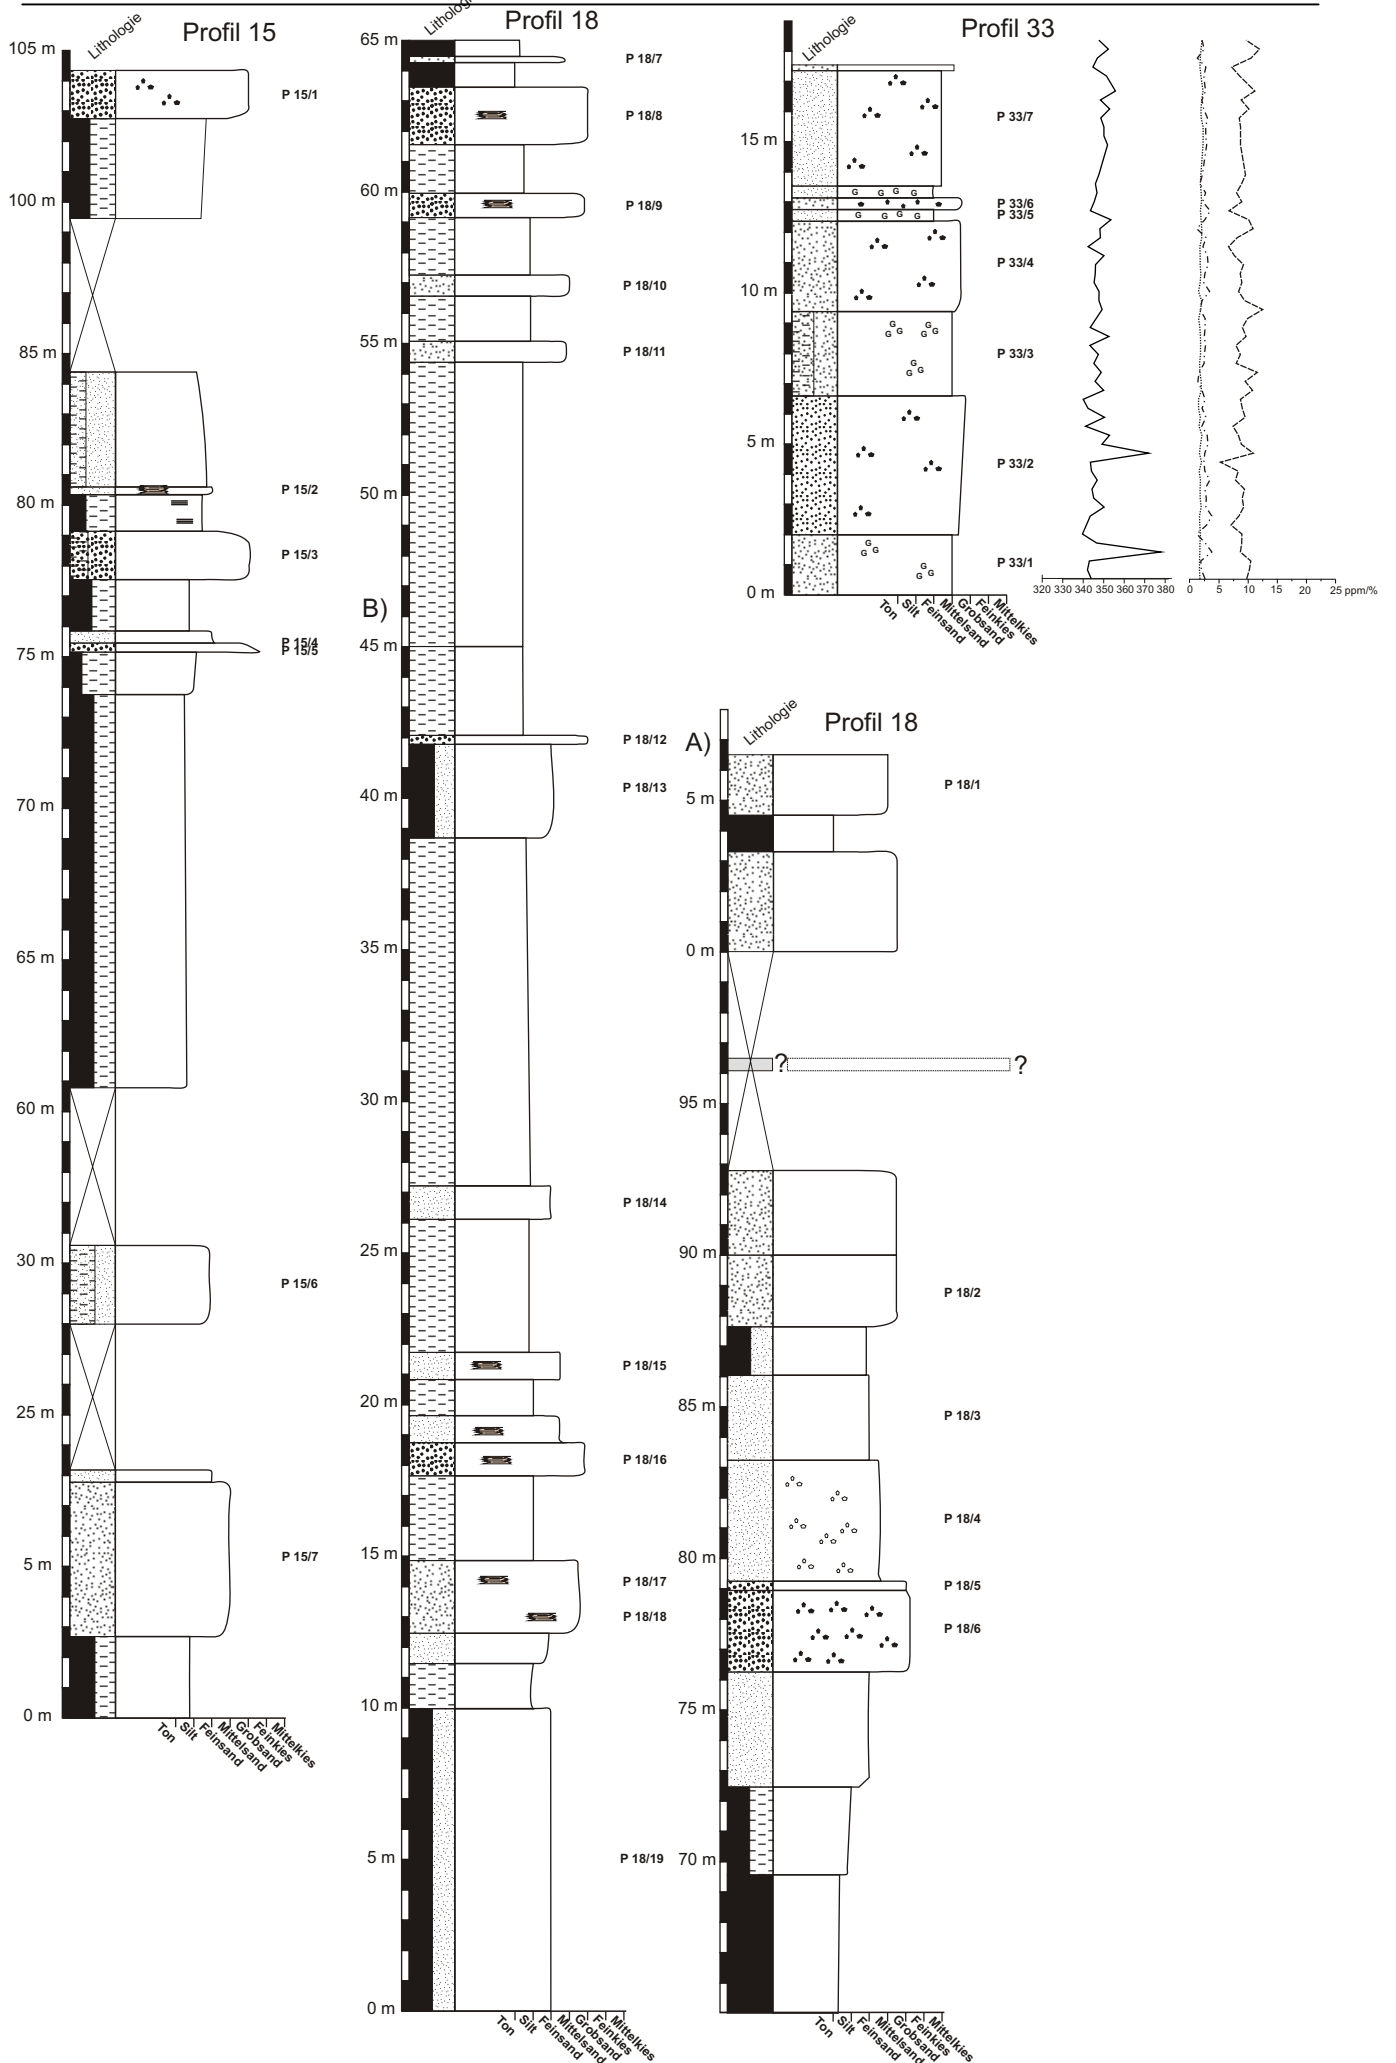 Profil 15
Lithologie
105 m
P 15/1
100 m
85 m
P 15/2
80 m
P 15/3
P 15/4
P 15/5
75 m
70 m
65 m
60 m
30 m
P 15/6
25 m
5 m
P 15/7
0 m
Ton
Silt
Feinsand
Mittelsand
Grobsand
Feinkies
Mittelkies
B)
Profil 18
Lithologie
65 m
P 18/7
P 18/8
60 m
P 18/9
P 18/10
55 m
P 18/11
50 m
45 m
P 18/12
P 18/13
40 m
35 m
30 m
P 18/14
25 m
P 18/15
20 m
P 18/16
15 m
P 18/17
P 18/18
10 m
5 m
P 18/19
0 m
Ton
Silt
Feinsand
Mittelsand
Grobsand
Feinkies
Mittelkies
Profil 33
Lithologie
P 33/7
15 m
G G G G
P 33/6
P 33/5
G G G G
P 33/4
10 m
G G
G G G G
P 33/3
G
G G
5 m
P 33/2
G
G G
G
G G
P 33/1
0 m
Ton
Silt
Feinsand
Mittelsand
Grobsand
Feinkies
Mittelkies
320 330 340 350 360 370 380
0 5 10 15 20 25 ppm/%
A)
Profil 18
Lithologie
P 18/1
5 m
0 m
? ?
95 m
90 m
P 18/2
85 m
P 18/3
P 18/4
80 m
P 18/5
P 18/6
75 m
70 m
Ton
Silt
Feinsand
Mittelsand
Grobsand
Feinkies
Mittelkies